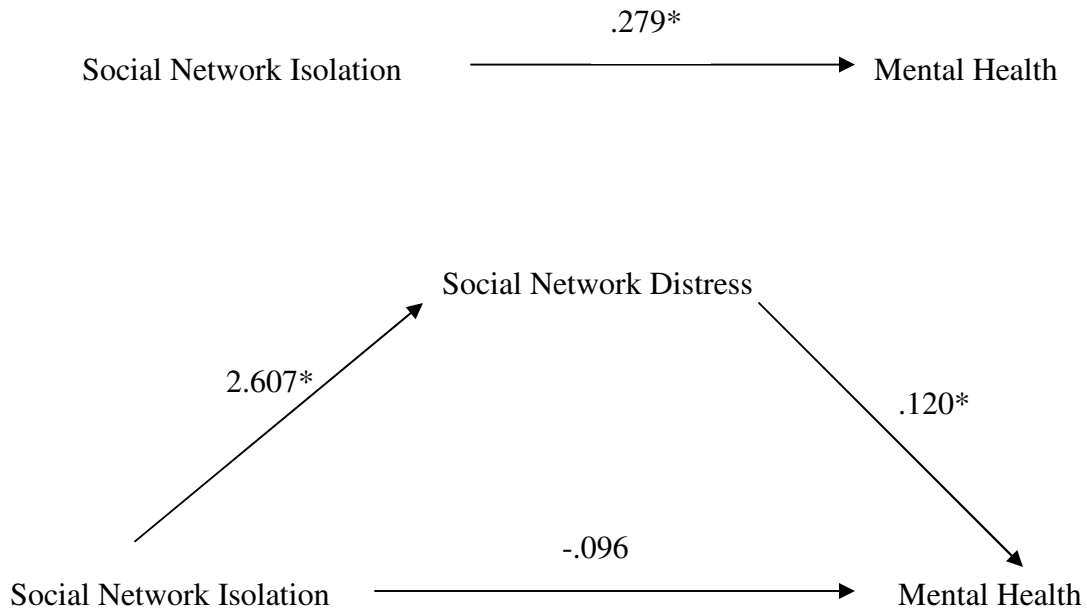 .279*
Social Network Isolation Mental Health
Social Network Distress
2.607*
.120*
-.096
Social Network Isolation Mental Health